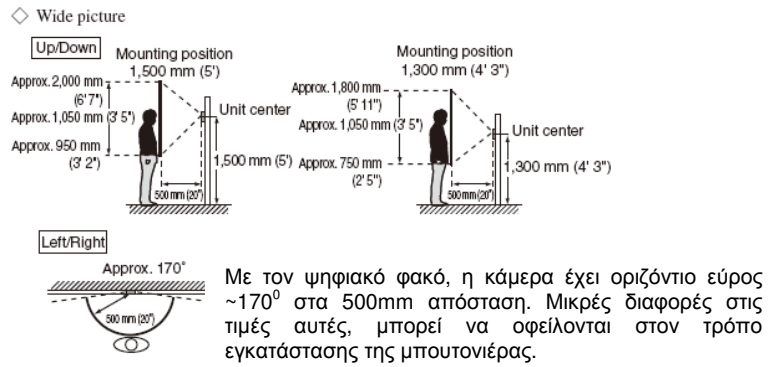 ◇ Wide picture
Up/Down
Mounting position
1,500 mm (5')
Approx. 2,000 mm
(6' 7")
Approx. 1,050 mm (3' 5")
Approx. 950 mm
(3' 2")
Unit center
1,500 mm (5')
500 mm (20")
Mounting position
1,300 mm (4' 3")
Approx. 1,800 mm
(5' 11")
Approx. 1,050 mm (3' 5")
Approx. 750 mm
(2' 5")
Unit center
1,300 mm (4' 3")
500 mm (20")
Left/Right
Approx. 170°
500 mm (20")
Με τον ψηφιακό φακό, η κάμερα έχει οριζόντιο εύρος
~170⁰ στα 500mm απόσταση. Μικρές διαφορές στις
τιμές αυτές, μπορεί να οφείλονται στον τρόπο
εγκατάστασης της μπουτονιέρας.